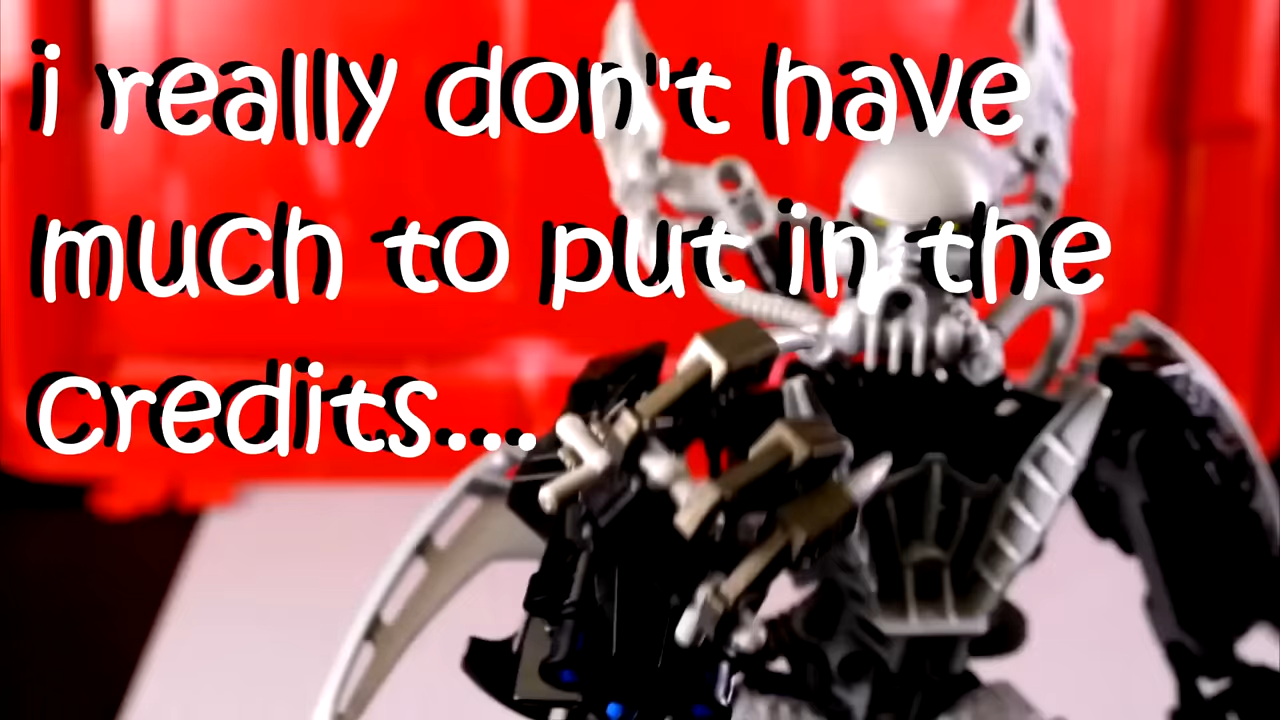 i really don't have
much to put in the
credits...